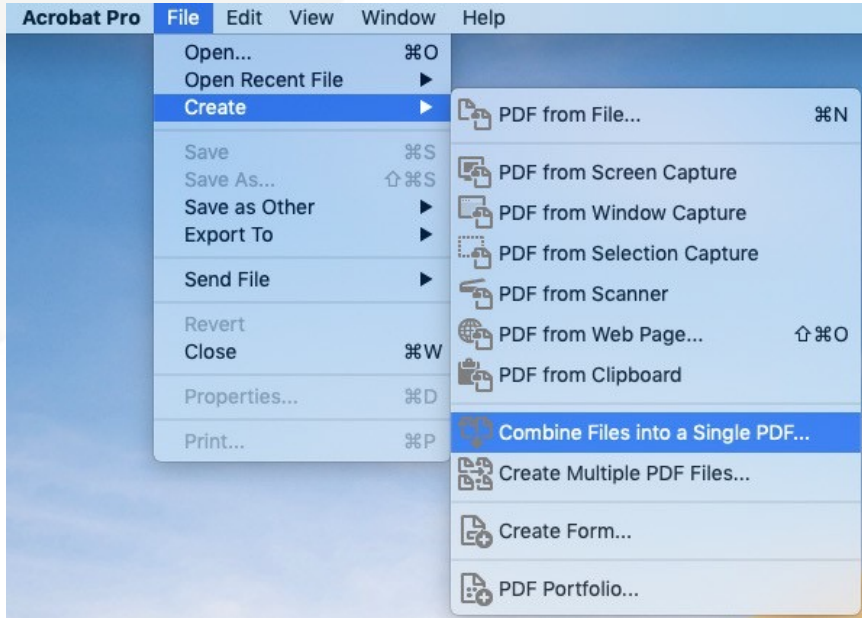 Acrobat Pro File Edit View Window Help
Open... ⌘O
Open Recent File ▶
Create ▶
Save ⌘S
Save As... ⇧⌘S
Save as Other ▶
Export To ▶
Send File ▶
Revert
Close ⌘W
Properties... ⌘D
Print... ⌘P
PDF from File... ⌘N
PDF from Screen Capture
PDF from Window Capture
PDF from Selection Capture
PDF from Scanner
PDF from Web Page... ⇧⌘O
PDF from Clipboard
Combine Files into a Single PDF...
Create Multiple PDF Files...
Create Form...
PDF Portfolio...